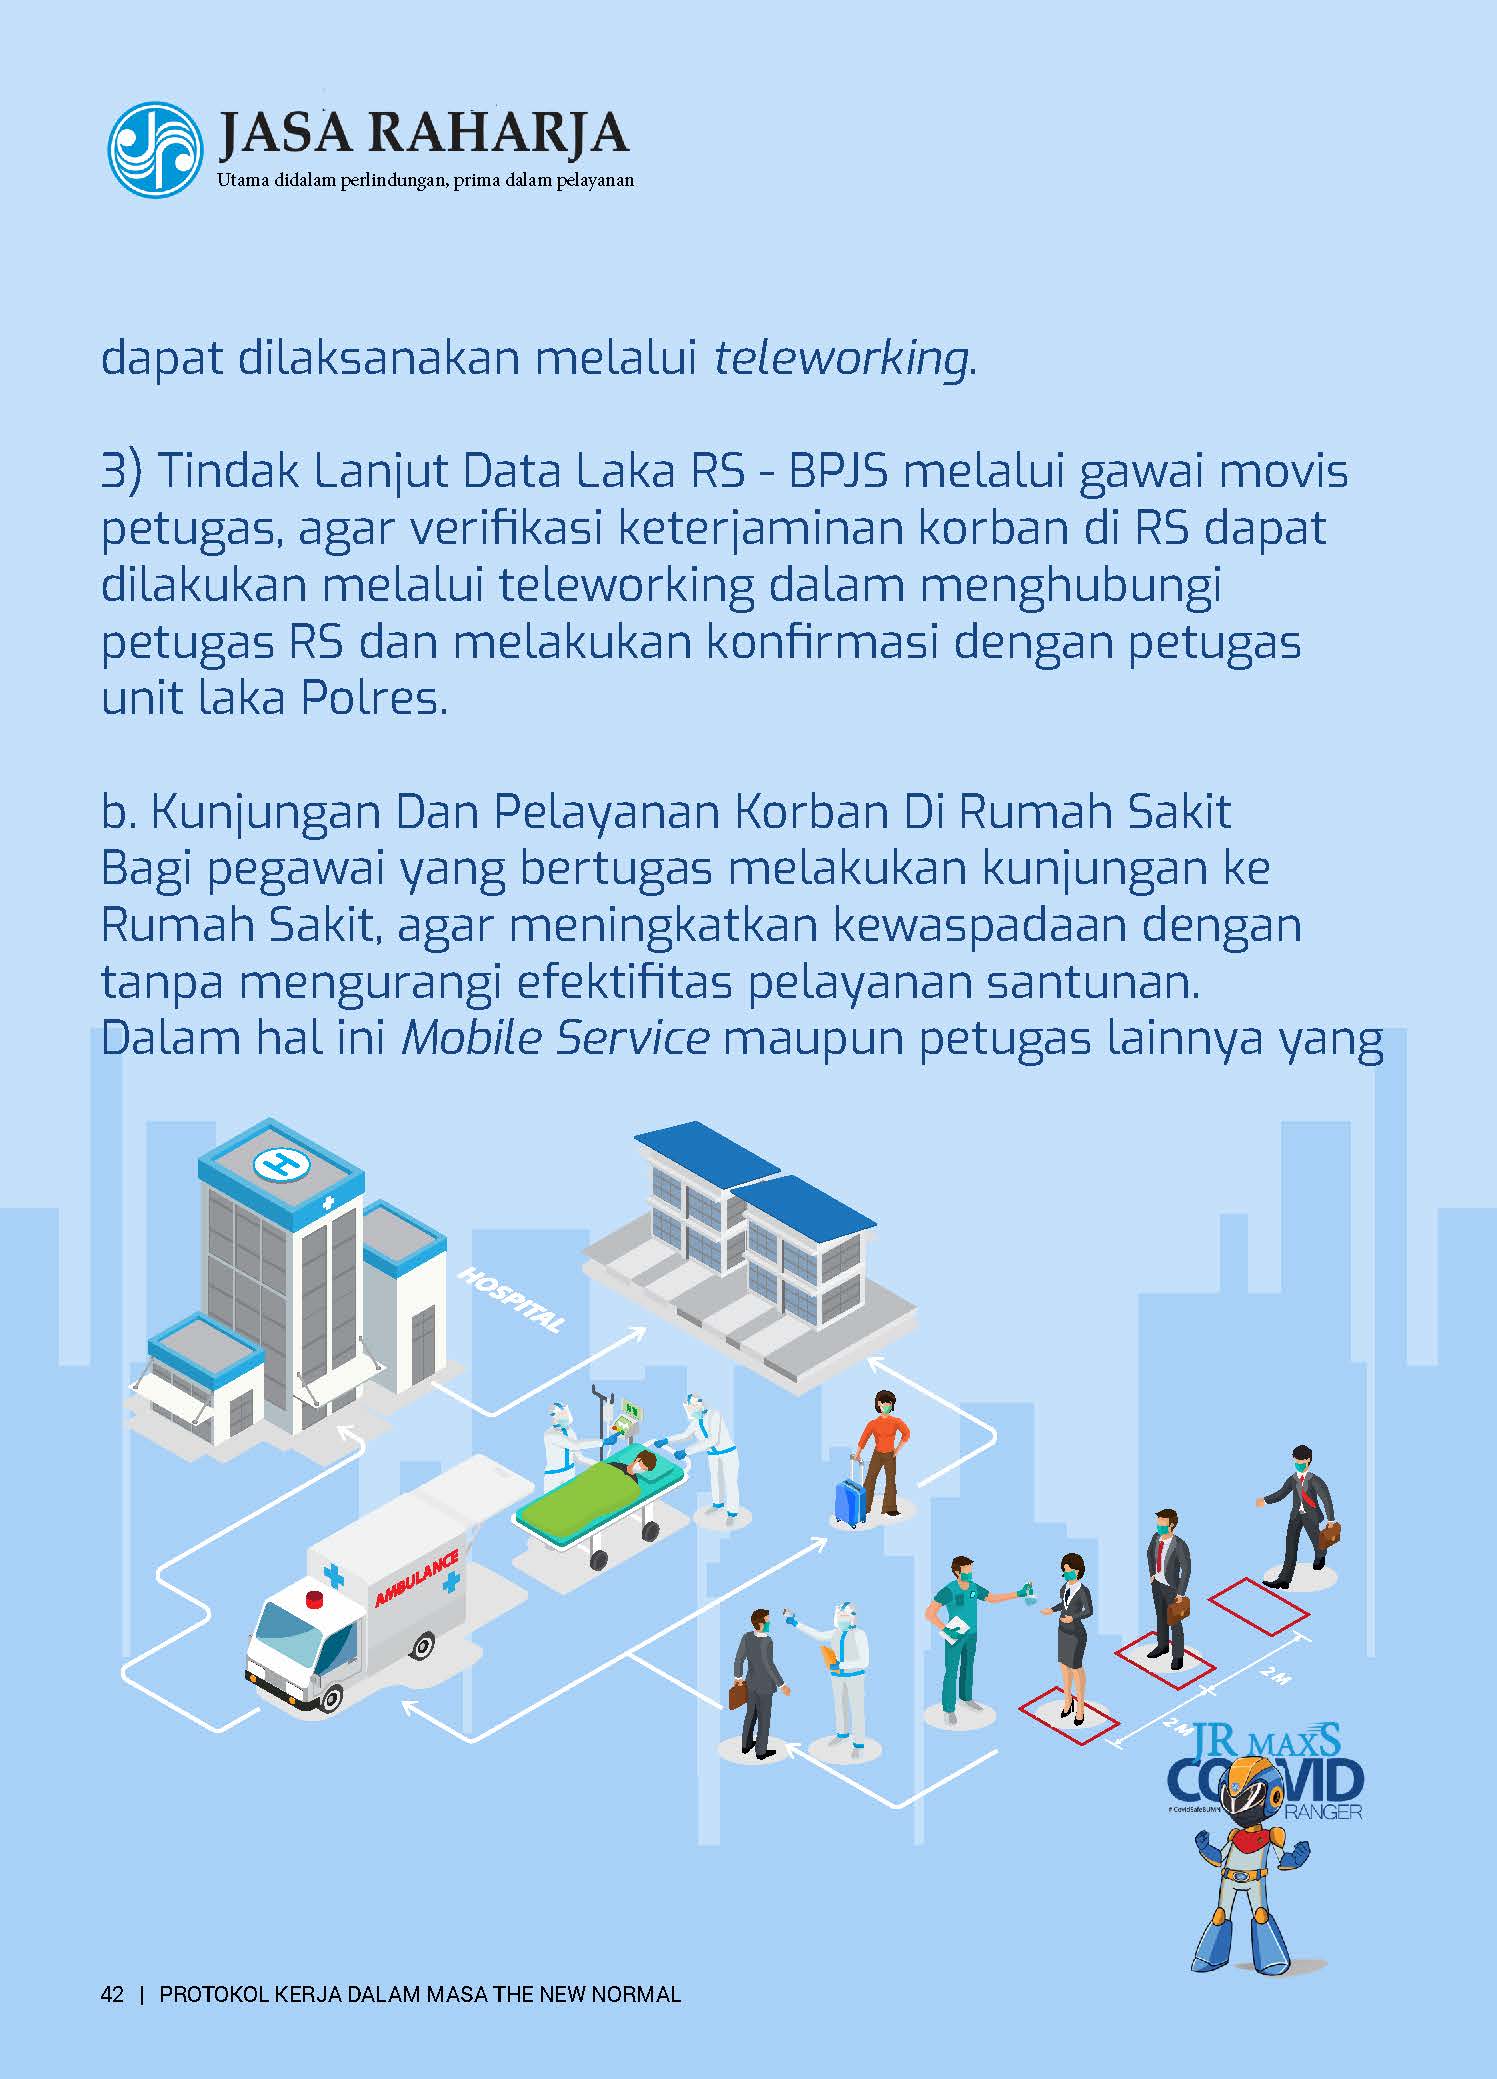 JASA RAHARJA
Utama didalam perlindungan, prima dalam pelayanan
dapat dilaksanakan melalui teleworking.
3) Tindak Lanjut Data Laka RS - BPJS melalui gawai movis
petugas, agar verifikasi keterjaminan korban di RS dapat
dilakukan melalui teleworking dalam menghubungi
petugas RS dan melakukan konfirmasi dengan petugas
unit laka Polres.
b. Kunjungan Dan Pelayanan Korban Di Rumah Sakit
Bagi pegawai yang bertugas melakukan kunjungan ke
Rumah Sakit, agar meningkatkan kewaspadaan dengan
tanpa mengurangi efektifitas pelayanan santunan.
Dalam hal ini Mobile Service maupun petugas lainnya yang
H
HOSPITAL
AMBULANCE
2 M
2 M
JR MAXS
COVID
#CovidSafeBUMN
RANGER
42 | PROTOKOL KERJA DALAM MASA THE NEW NORMAL